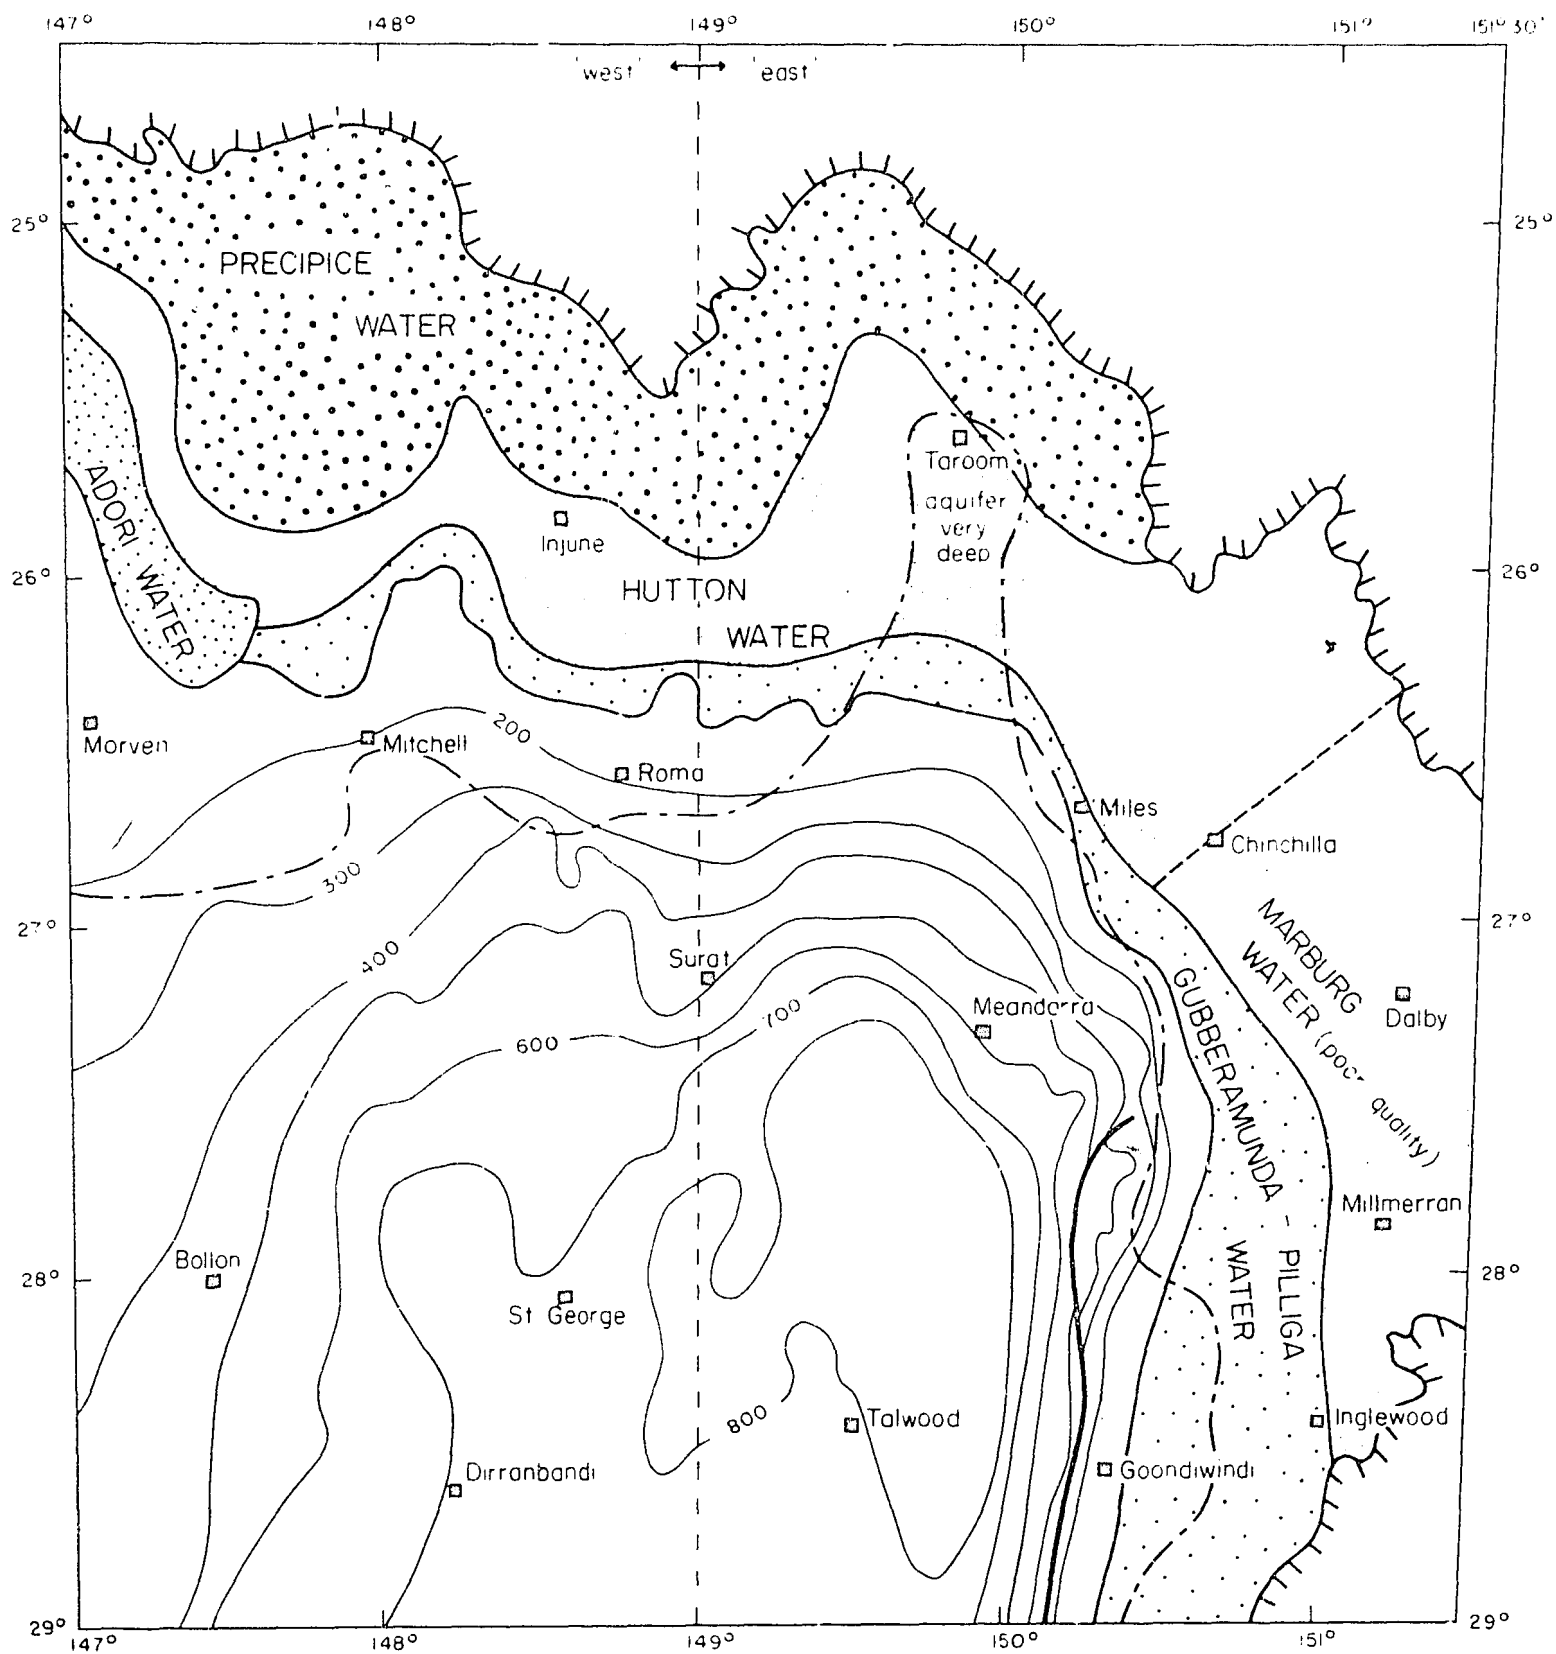 147° 148° 149° 150° 151° 151° 30'
'west' 'east'
25° 25°
PRECIPICE
WATER
Taroom
aquifer
very
deep
ADORI WATER
Injune
26° 26°
HUTTON
WATER
Morven
200
Mitchell
Roma
Miles
Chinchilla
300
27° 27°
MARBURG
WATER (poor quality)
400
Surat
GUBBERAMUNDA - PILLIGA
WATER
Meandarra
Dalby
700
600
Millmerran
Bollon
28° 28°
St George
800
Talwood
Inglewood
Dirranbandi
Goondiwindi
29° 29°
147° 148° 149° 150° 151°